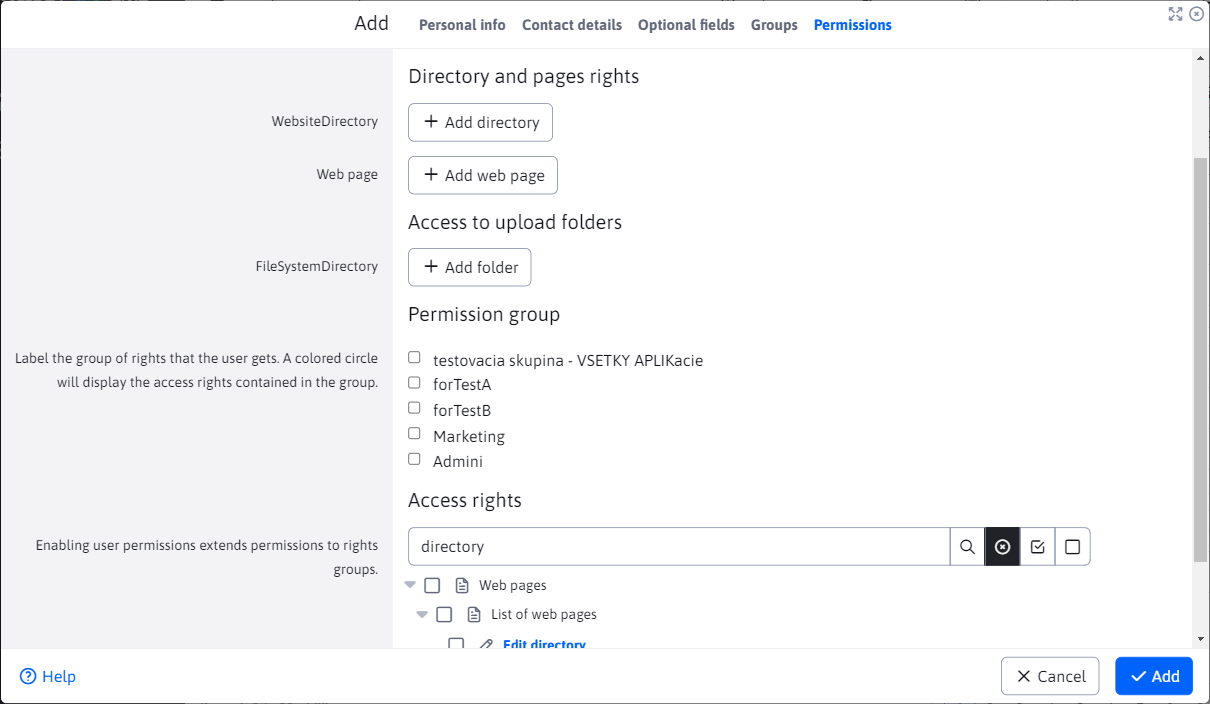 Add
Personal info Contact details Optional fields Groups Permissions
Directory and pages rights
WebsiteDirectory
Add directory
Web page
Add web page
Access to upload folders
FileSystemDirectory
Add folder
Permission group
Label the group of rights that the user gets. A colored circle
will display the access rights contained in the group.
testovacia skupina - VSETKY APLIKacie
forTestA
forTestB
Marketing
Admini
Access rights
Enabling user permissions extends permissions to rights
groups.
directory
Web pages
List of web pages
Edit directory
Help
Cancel
Add